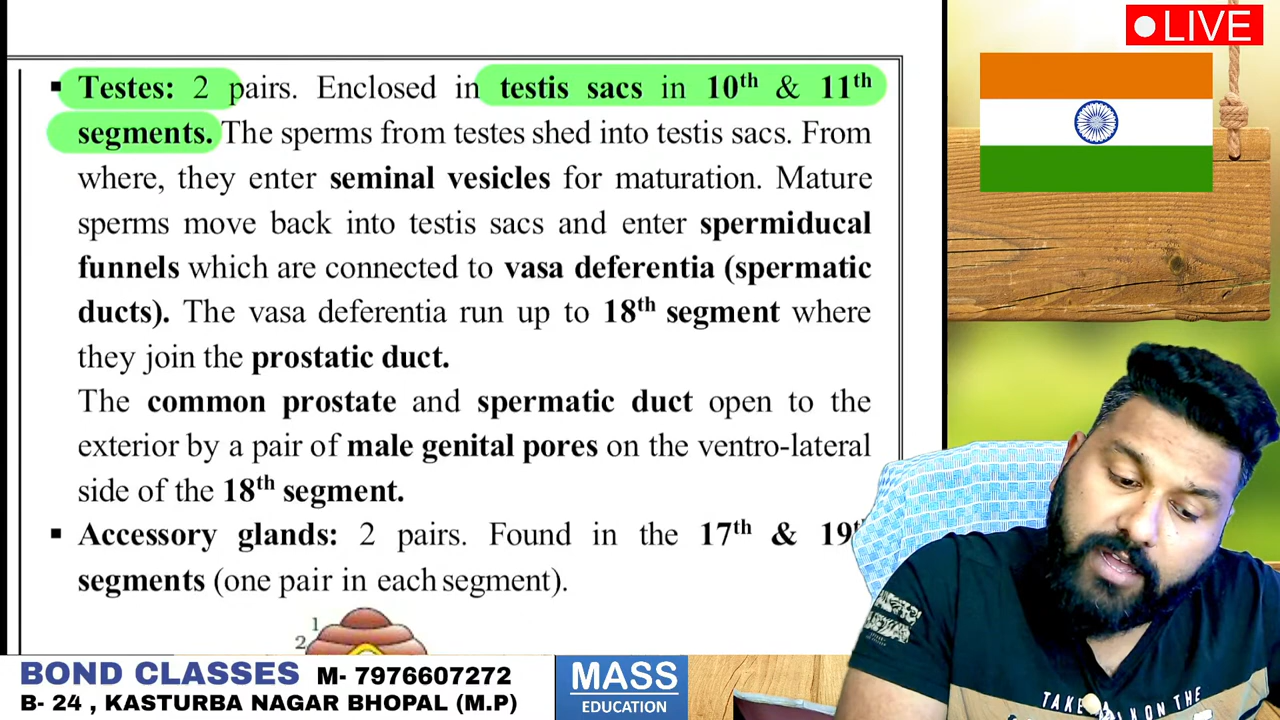 LIVE
▪ Testes: 2 pairs. Enclosed in testis sacs in 10th & 11th
segments. The sperms from testes shed into testis sacs. From
where, they enter seminal vesicles for maturation. Mature
sperms move back into testis sacs and enter spermiducal
funnels which are connected to vasa deferentia (spermatic
ducts). The vasa deferentia run up to 18th segment where
they join the prostatic duct.
The common prostate and spermatic duct open to the
exterior by a pair of male genital pores on the ventro-lateral
side of the 18th segment.
▪ Accessory glands: 2 pairs. Found in the 17th & 19t
segments (one pair in each segment).
1
2
BOND CLASSES M- 7976607272
B- 24 , KASTURBA NAGAR BHOPAL (M.P)
MASS
EDUCATION
ON THE